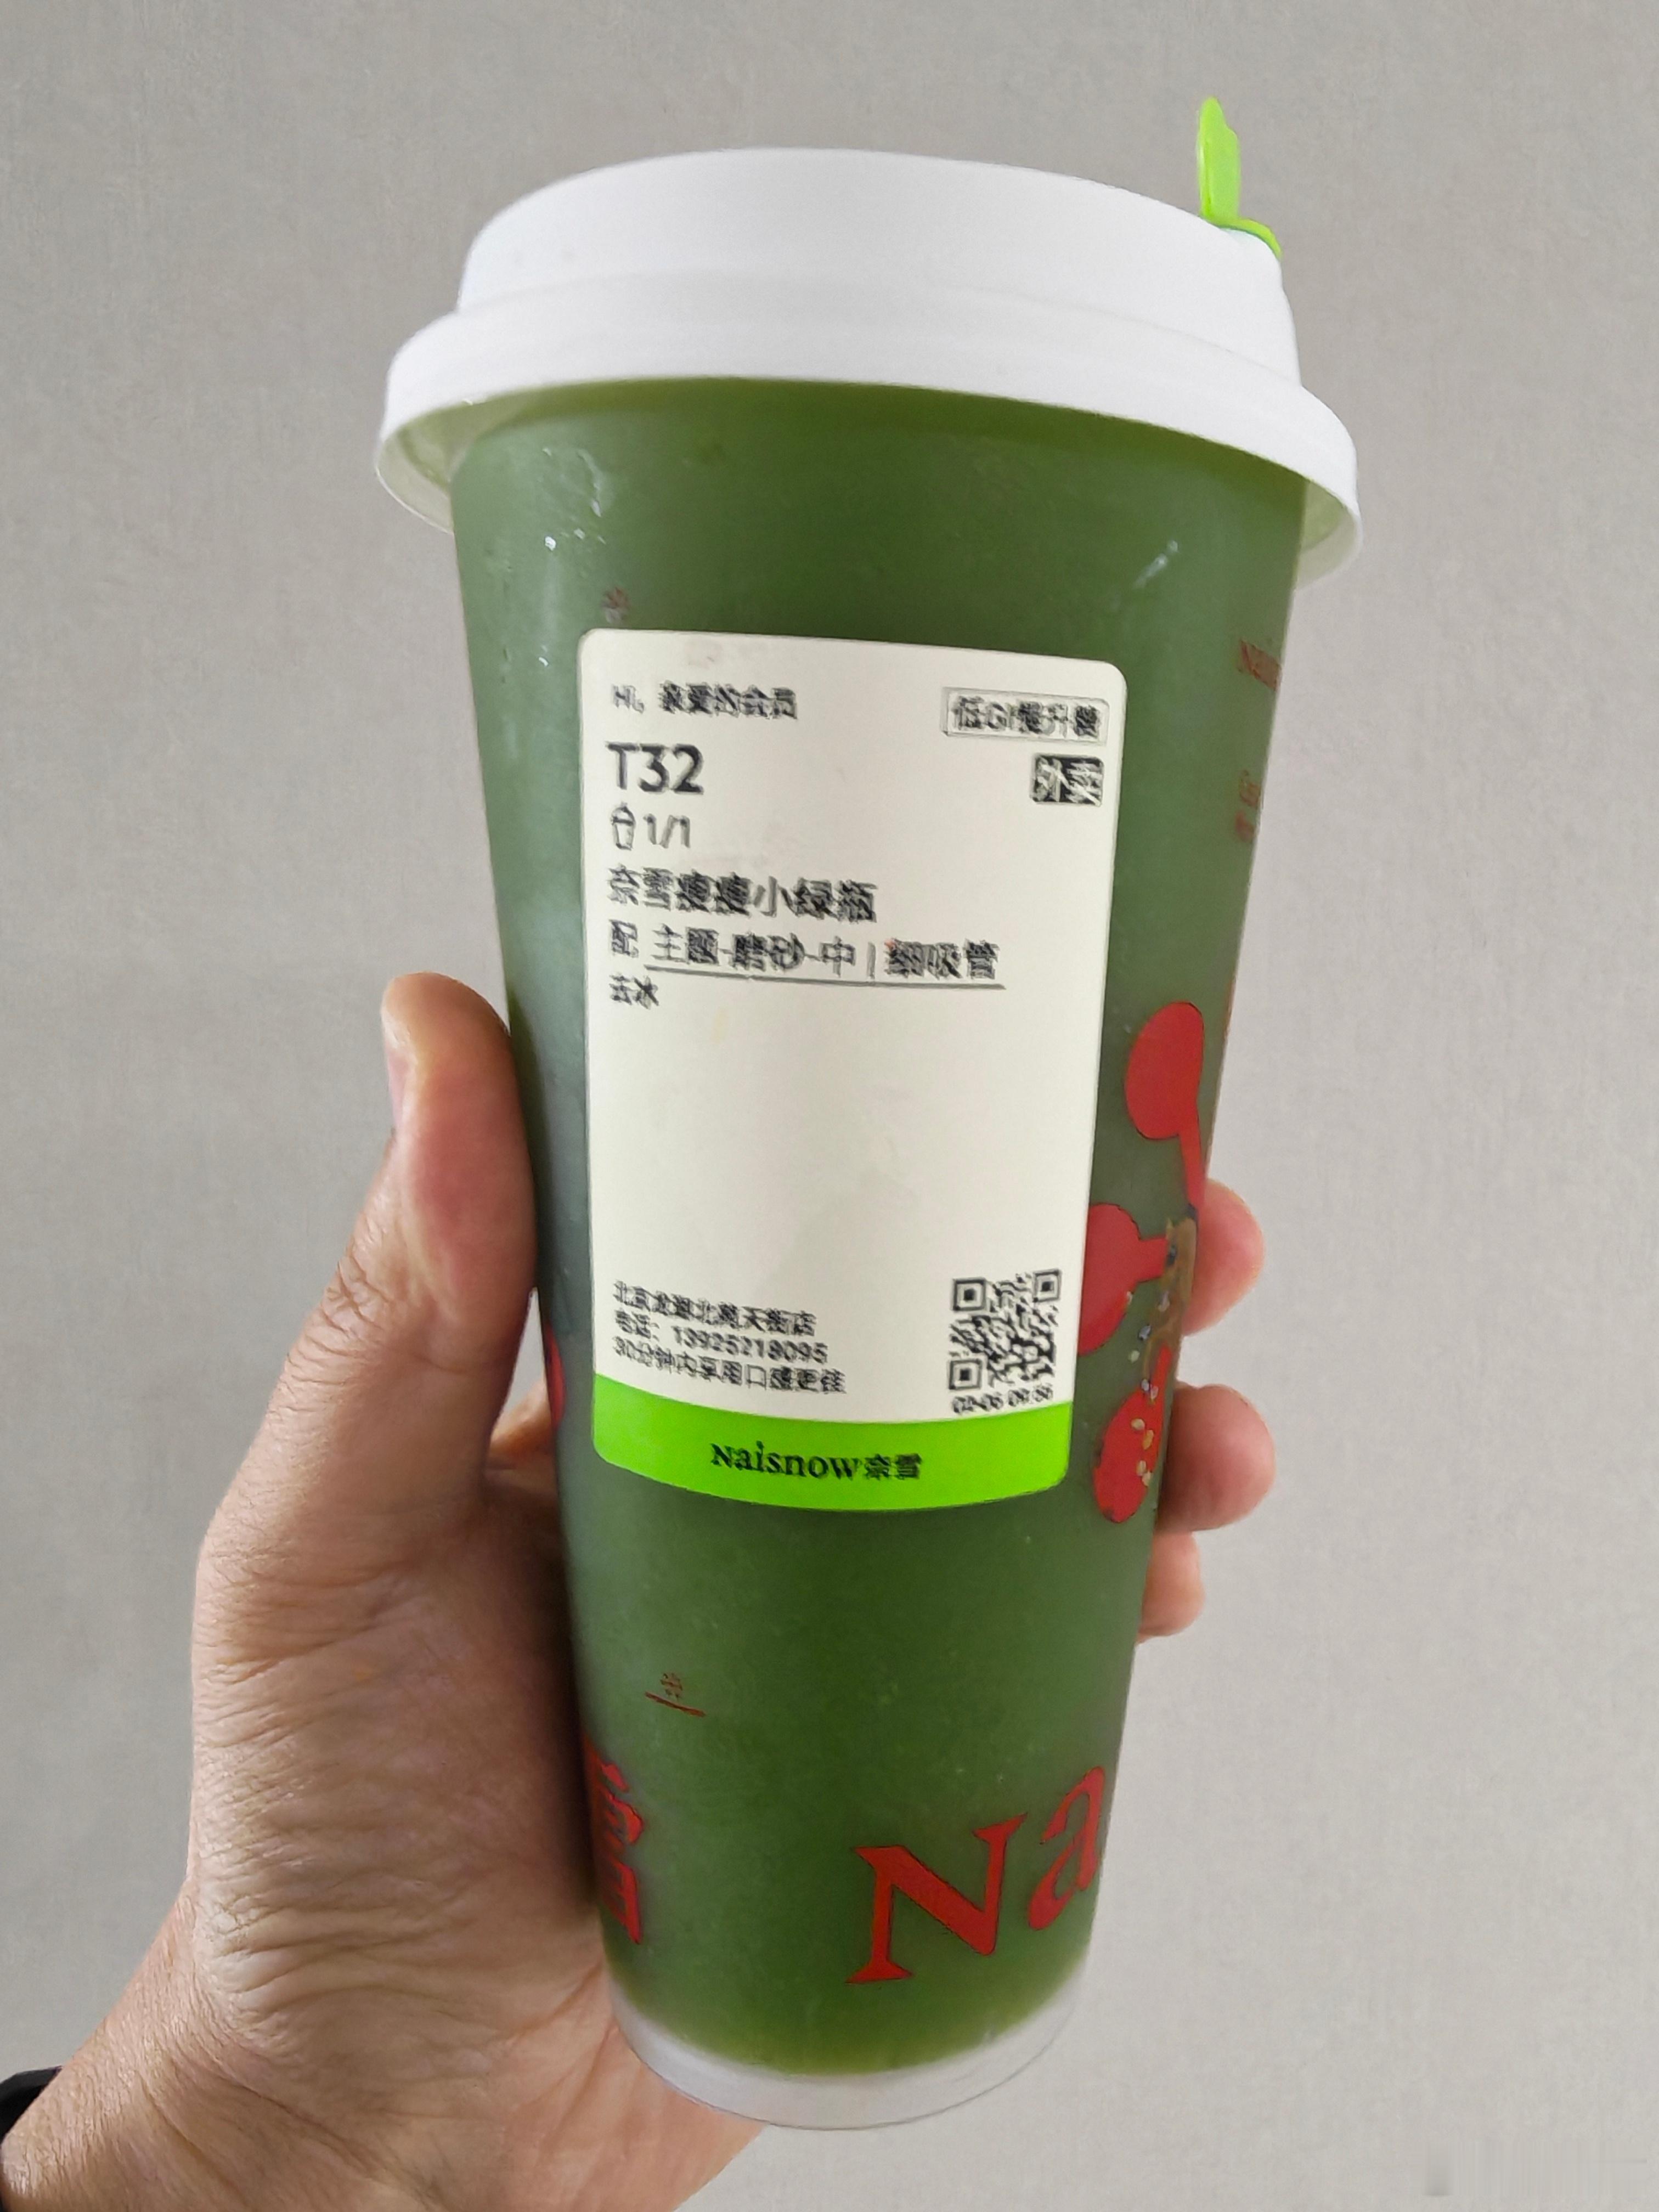 Hi，亲爱的会员
低GI慢升糖
T32
外卖
1/1
奈雪瘦瘦小绿瓶
配 主题-磨砂-中 | 细吸管
去冰
北京龙湖北苑天街店
电话：13925218095
30分钟内享用口感更佳
Naisnow奈雪
雪
Na